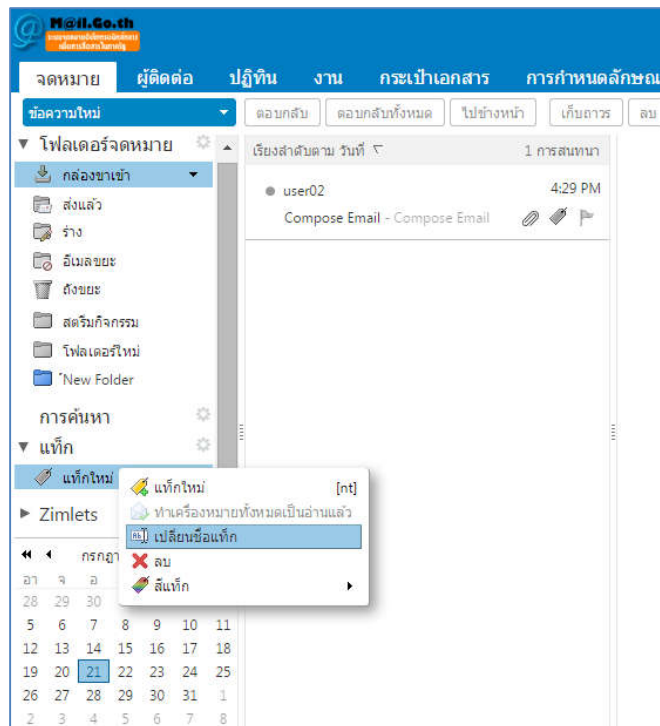 M@il.Go.th
จดหมาย ผู้ติดต่อ ปฏิทิน งาน กระเป๋าเอกสาร การกำหนดลักษณ
ข้อความใหม่ ตอบกลับ ตอบกลับทั้งหมด ไปข้างหน้า เก็บถาวร ลบ
โฟลเดอร์จดหมาย เรียงลำดับตาม วันที่ 1 การสนทนา
กล่องขาเข้า
user02 4:29 PM
ส่งแล้ว
Compose Email - Compose Email
ร่าง
อีเมลขยะ
ถังขยะ
สตรีมกิจกรรม
โฟลเดอร์ใหม่
New Folder
การค้นหา
แท็ก
แท็กใหม่
แท็กใหม่ [nt]
ทำเครื่องหมายทั้งหมดเป็นอ่านแล้ว
Zimlets
เปลี่ยนชื่อแท็ก
ลบ
สีแท็ก
กรกฎา
อา จ อ
28 29 30
5 6 7 8 9 10 11
12 13 14 15 16 17 18
19 20 21 22 23 24 25
26 27 28 29 30 31 1
2 3 4 5 6 7 8